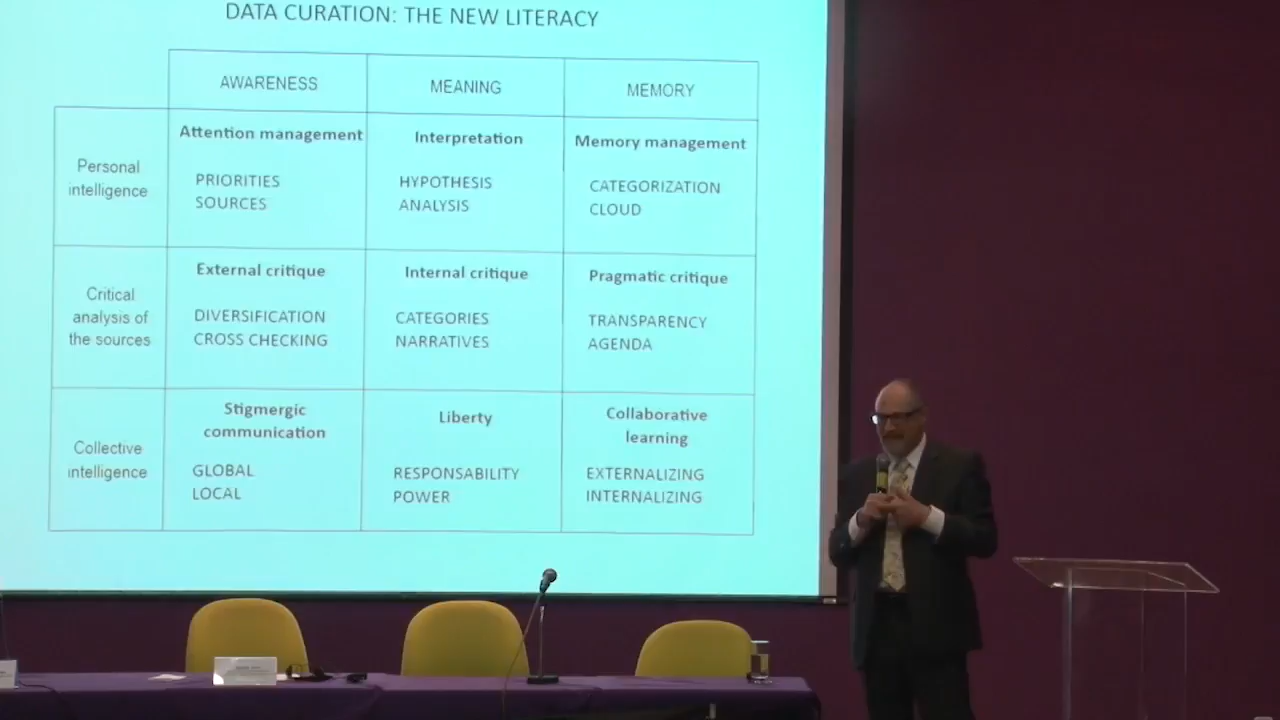 DATA CURATION: THE NEW LITERACY
AWARENESS
MEANING
MEMORY
Personal
intelligence
Attention management
PRIORITIES
SOURCES
Interpretation
HYPOTHESIS
ANALYSIS
Memory management
CATEGORIZATION
CLOUD
Critical
analysis of
the sources
External critique
DIVERSIFICATION
CROSS CHECKING
Internal critique
CATEGORIES
NARRATIVES
Pragmatic critique
TRANSPARENCY
AGENDA
Collective
intelligence
Stigmergic
communication
GLOBAL
LOCAL
Liberty
RESPONSABILITY
POWER
Collaborative
learning
EXTERNALIZING
INTERNALIZING